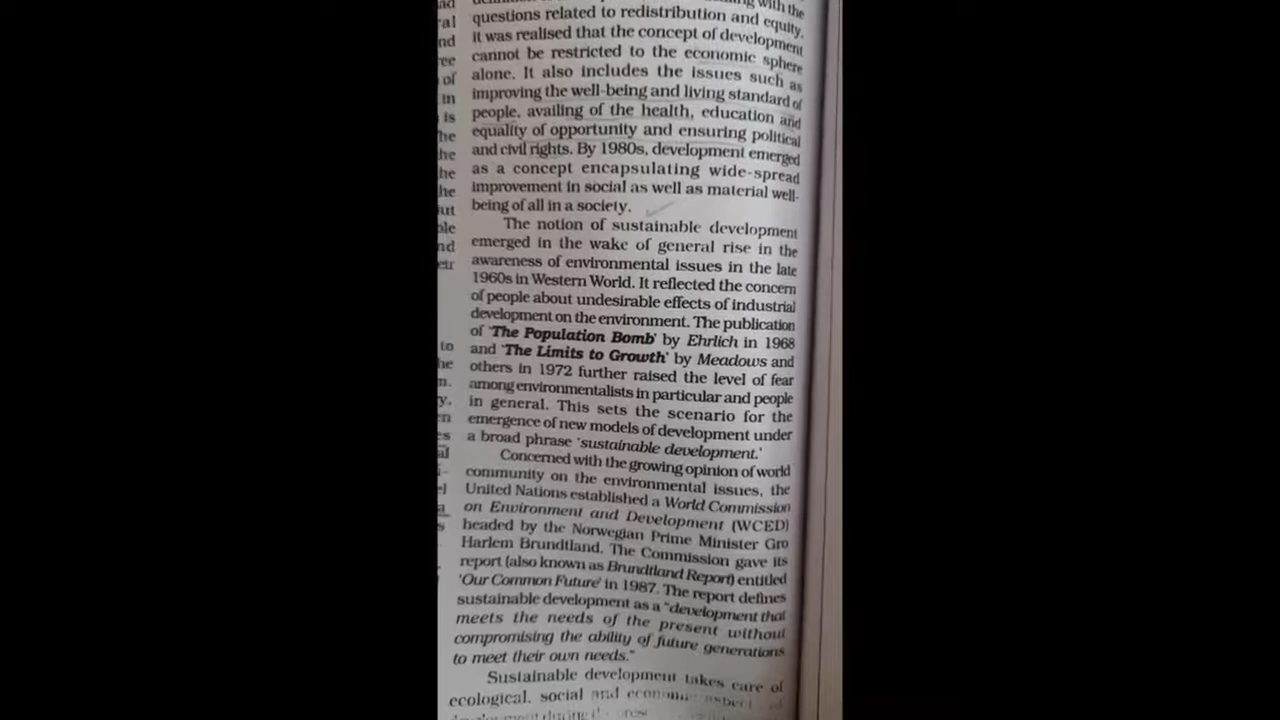 with the
questions related to redistribution and equity,
it was realised that the concept of development
cannot be restricted to the economic sphere
alone. It also includes the issues such as
improving the well-being and living standard of
people, availing of the health, education and
equality of opportunity and ensuring political
and civil rights. By 1980s, development emerged
as a concept encapsulating wide-spread
improvement in social as well as material well-
being of all in a society.
The notion of sustainable development
emerged in the wake of general rise in the
awareness of environmental issues in the late
1960s in Western World. It reflected the concern
of people about undesirable effects of industrial
development on the environment. The publication
of 'The Population Bomb' by Ehrlich in 1968
and 'The Limits to Growth' by Meadows and
others in 1972 further raised the level of fear
among environmentalists in particular and people
in general. This sets the scenario for the
emergence of new models of development under
a broad phrase 'sustainable development.'
Concerned with the growing opinion of world
community on the environmental issues, the
United Nations established a World Commission
on Environment and Development (WCED)
headed by the Norwegian Prime Minister Gro
Harlem Brundtland. The Commission gave its
report (also known as Brundtland Report) entitled
'Our Common Future' in 1987. The report defines
sustainable development as a "development that
meets the needs of the present without
compromising the ability of future generations
to meet their own needs."
Sustainable development takes care of
ecological, social and economic aspect of